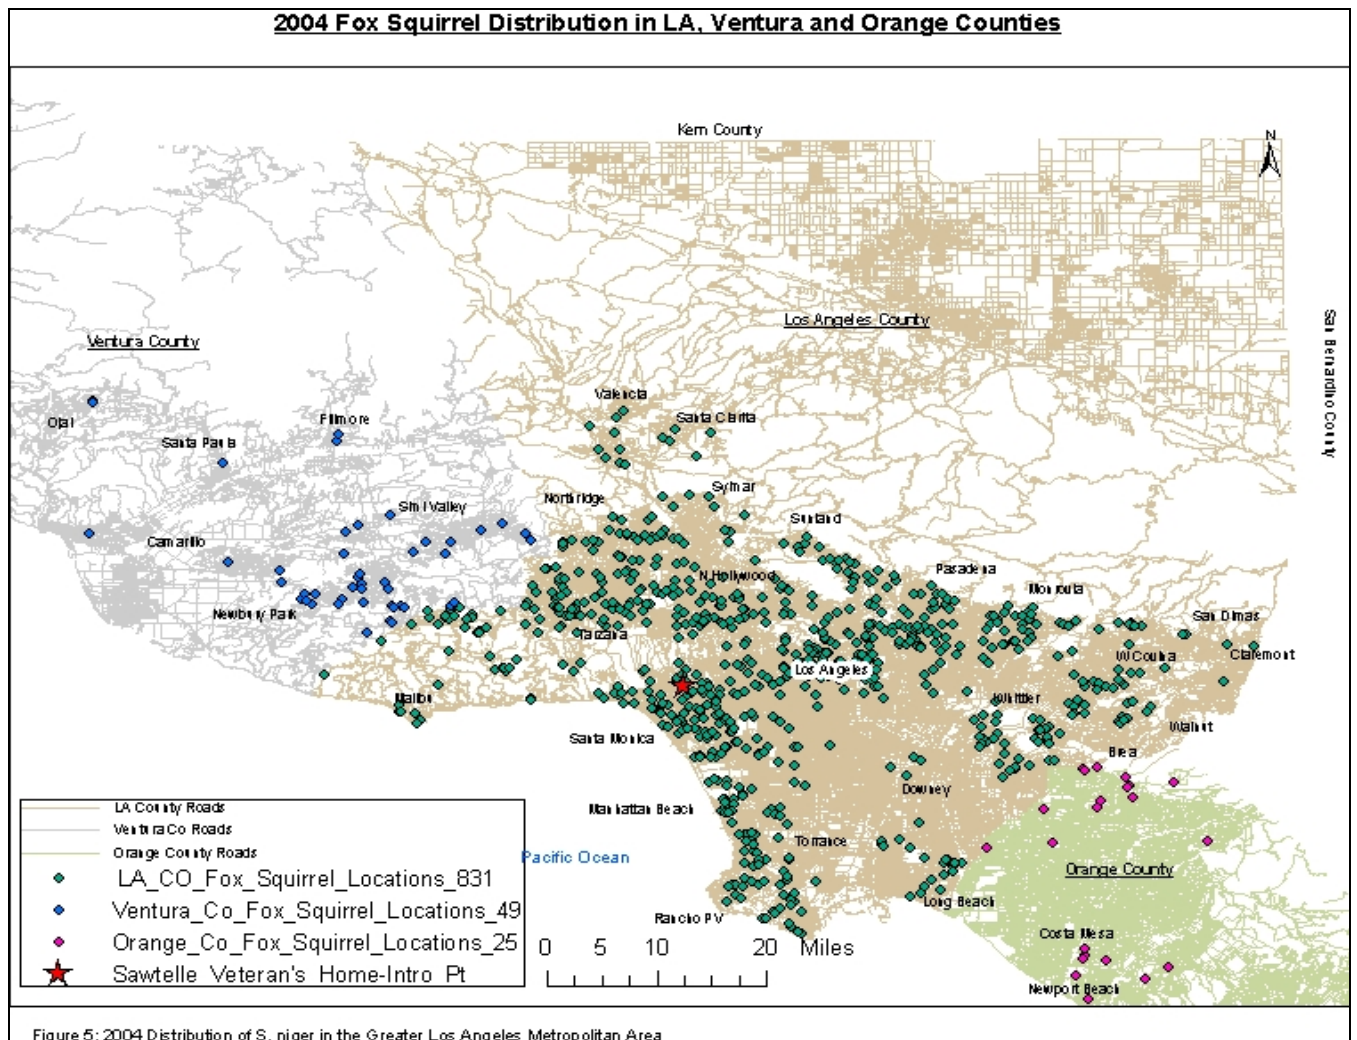 2004 Fox Squirrel Distribution in LA, Ventura and Orange Counties
Kern County
N
Los Angeles County
San Bernardino County
Ventura County
Valencia
Ojai
Fillmore
Santa Clarita
Santa Paula
Sylmar
Northridge
Simi Valley
Sunland
Camarillo
N Hollywood
Pasadena
Monrovia
Newbury Park
San Dimas
Tarzana
W Covina
Claremont
Los Angeles
Malibu
Whittier
Walnut
Santa Monica
Brea
Downey
Manhattan Beach
Torrance
Pacific Ocean
Orange County
Long Beach
Rancho PV
Costa Mesa
Newport Beach
LA County Roads
Ventura Co Roads
Orange County Roads
LA_CO_Fox_Squirrel_Locations_831
Ventura_Co_Fox_Squirrel_Locations_49
Orange_Co_Fox_Squirrel_Locations_25
Sawtelle Veteran's Home-Intro Pt
0 5 10 20 Miles
Figure 5: 2004 Distribution of S. niger in the Greater Los Angeles Metropolitan Area